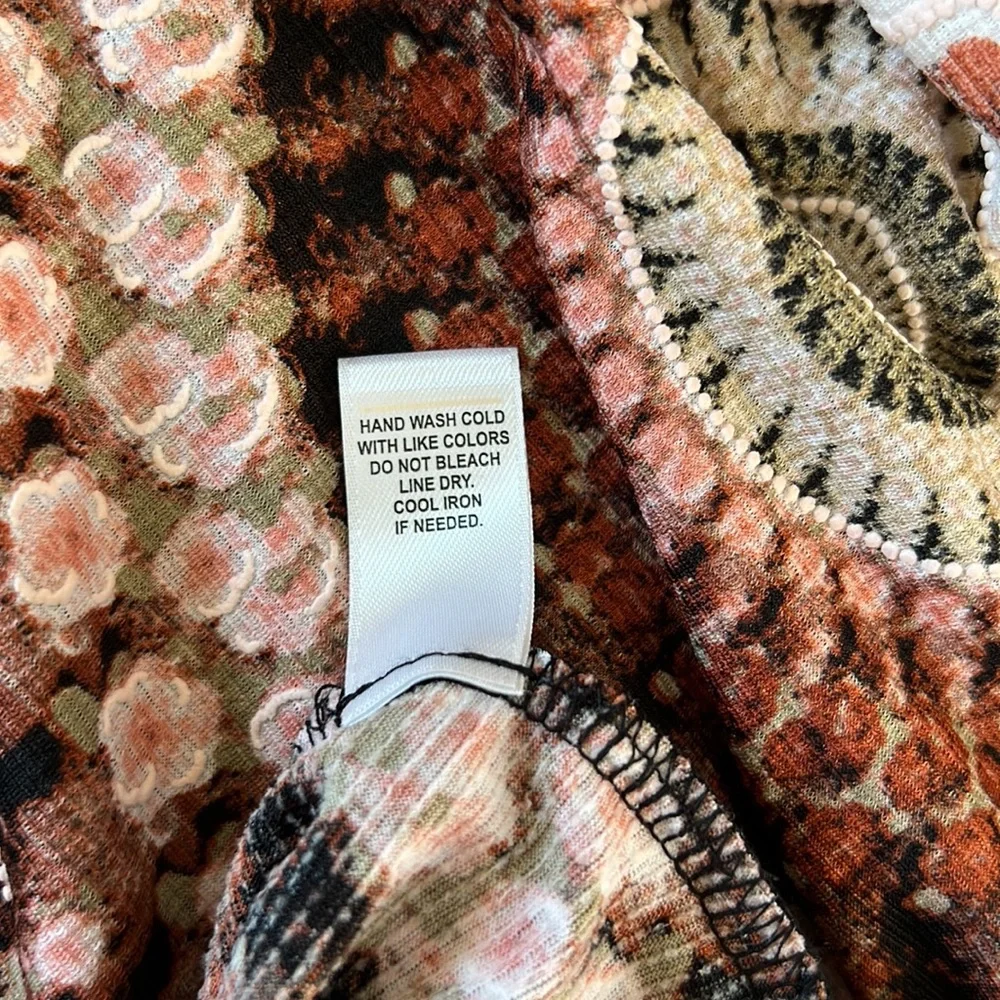 HAND WASH COLD
WITH LIKE COLORS
DO NOT BLEACH
LINE DRY.
COOL IRON
IF NEEDED.